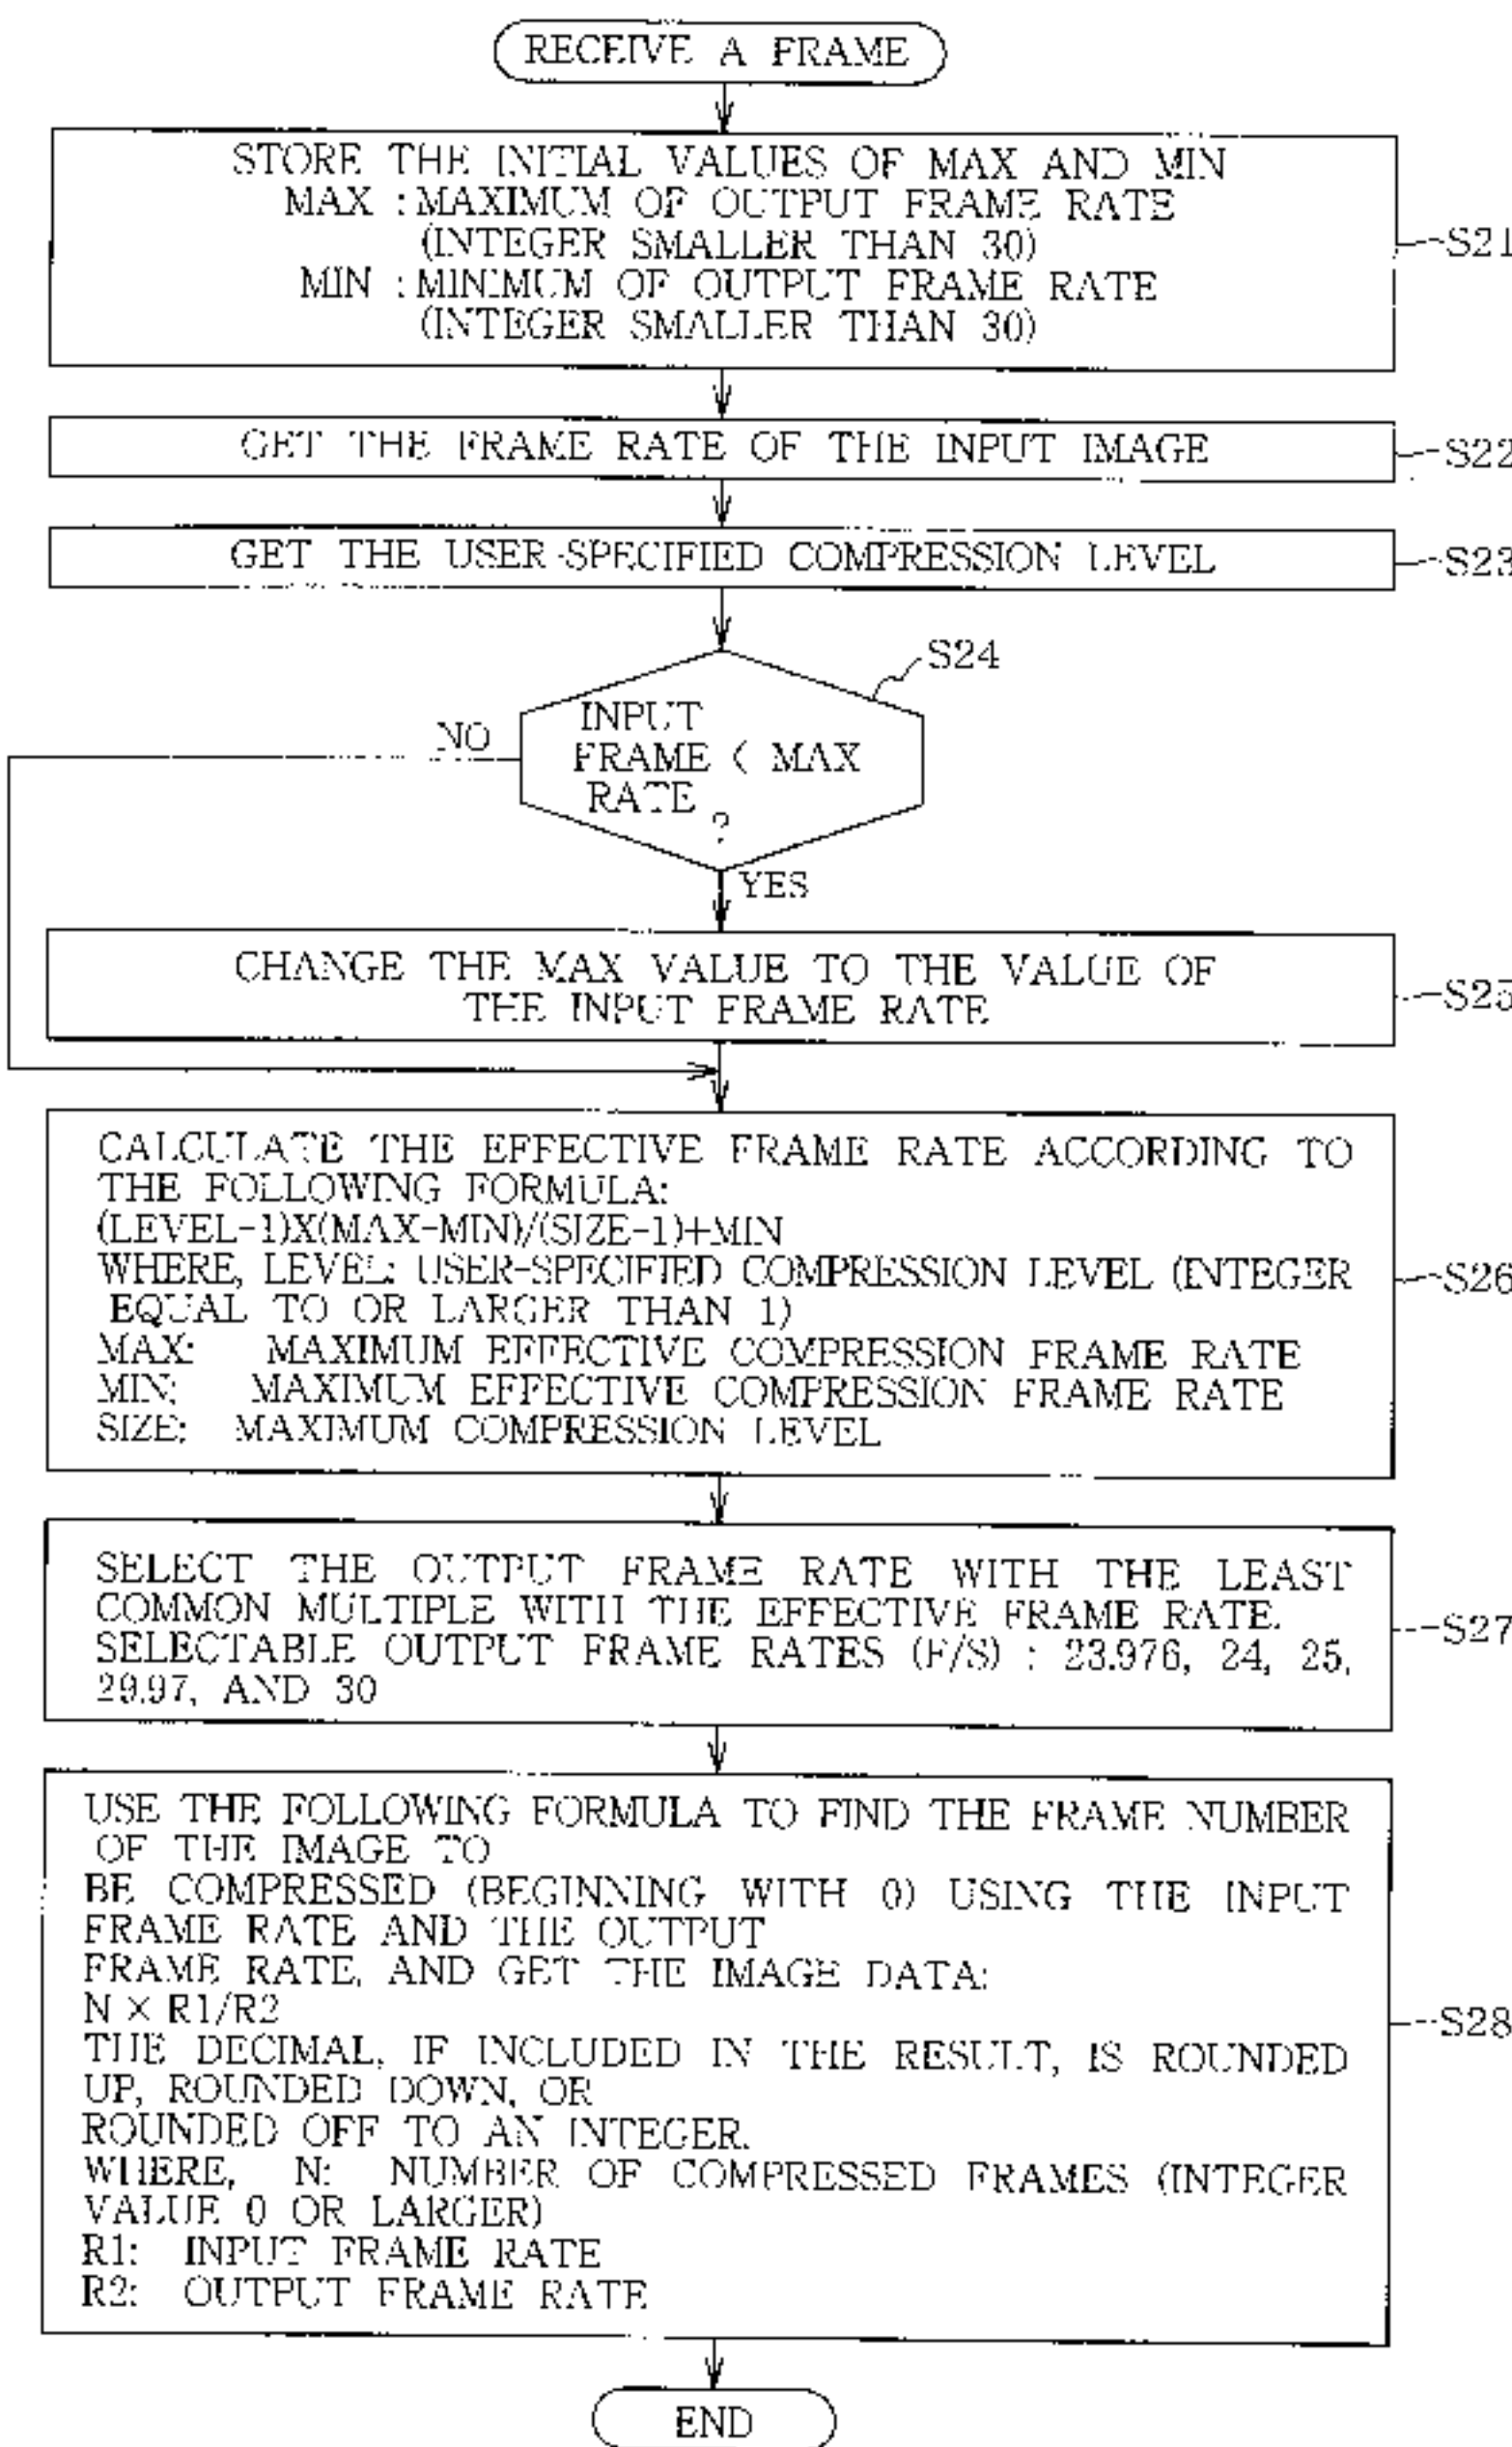 RECEIVE A FRAME
STORE THE INITIAL VALUES OF MAX AND MIN
MAX : MAXIMUM OF OUTPUT FRAME RATE
(INTEGER SMALLER THAN 30)
MIN : MINIMUM OF OUTPUT FRAME RATE
(INTEGER SMALLER THAN 30)
S21
GET THE FRAME RATE OF THE INPUT IMAGE
S22
GET THE USER-SPECIFIED COMPRESSION LEVEL
S23
S24
INPUT
FRAME < MAX
RATE
?
NO
YES
CHANGE THE MAX VALUE TO THE VALUE OF
THE INPUT FRAME RATE
S25
CALCULATE THE EFFECTIVE FRAME RATE ACCORDING TO
THE FOLLOWING FORMULA:
(LEVEL-1)X(MAX-MIN)/(SIZE-1)+MIN
WHERE, LEVEL: USER-SPECIFIED COMPRESSION LEVEL (INTEGER
EQUAL TO OR LARGER THAN 1)
MAX: MAXIMUM EFFECTIVE COMPRESSION FRAME RATE
MIN: MAXIMUM EFFECTIVE COMPRESSION FRAME RATE
SIZE: MAXIMUM COMPRESSION LEVEL
S26
SELECT THE OUTPUT FRAME RATE WITH THE LEAST
COMMON MULTIPLE WITH THE EFFECTIVE FRAME RATE.
SELECTABLE OUTPUT FRAME RATES (F/S) : 23.976, 24, 25,
29.97, AND 30
S27
USE THE FOLLOWING FORMULA TO FIND THE FRAME NUMBER
OF THE IMAGE TO
BE COMPRESSED (BEGINNING WITH 0) USING THE INPUT
FRAME RATE AND THE OUTPUT
FRAME RATE, AND GET THE IMAGE DATA:
N × R1/R2
THE DECIMAL, IF INCLUDED IN THE RESULT, IS ROUNDED
UP, ROUNDED DOWN, OR
ROUNDED OFF TO AN INTEGER.
WHERE, N: NUMBER OF COMPRESSED FRAMES (INTEGER
VALUE 0 OR LARGER)
R1: INPUT FRAME RATE
R2: OUTPUT FRAME RATE
S28
END